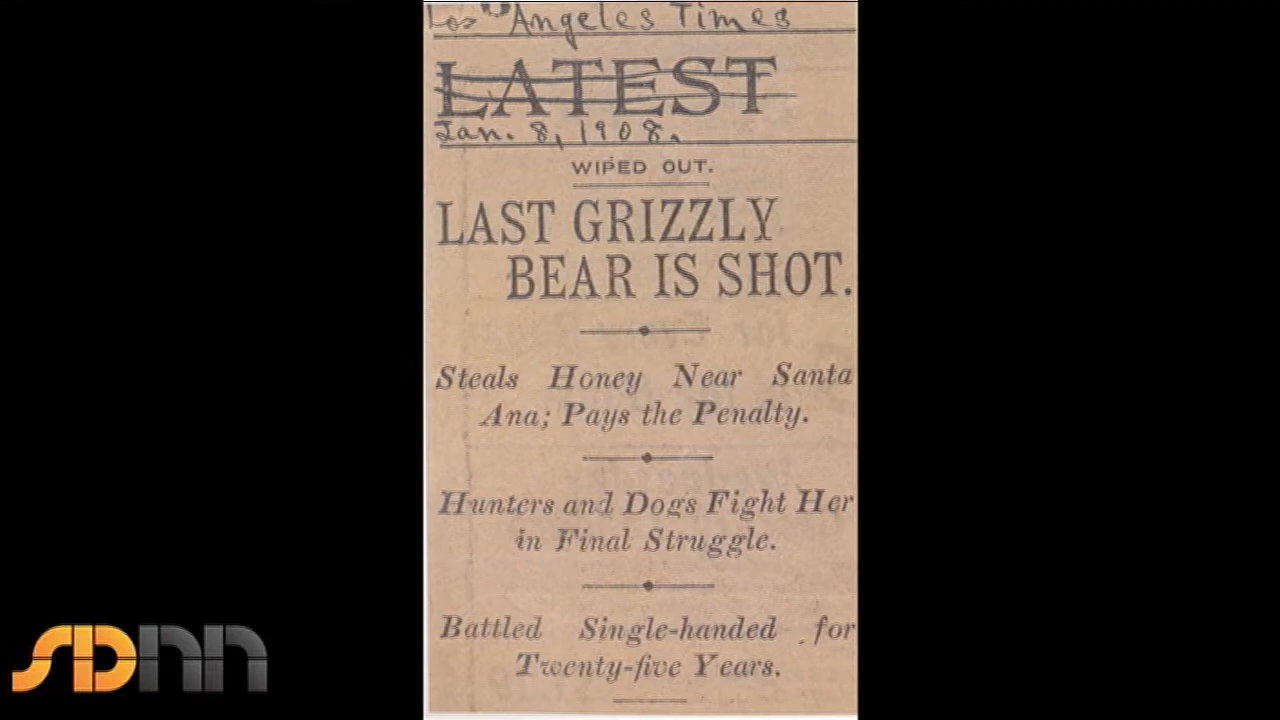 Los Angeles Times
LATEST
Jan. 8, 1908.
WIPED OUT.
LAST GRIZZLY
BEAR IS SHOT.
Steals Honey Near Santa
Ana; Pays the Penalty.
Hunters and Dogs Fight Her
in Final Struggle.
Battled Single-handed for
Twenty-five Years.
SDNN